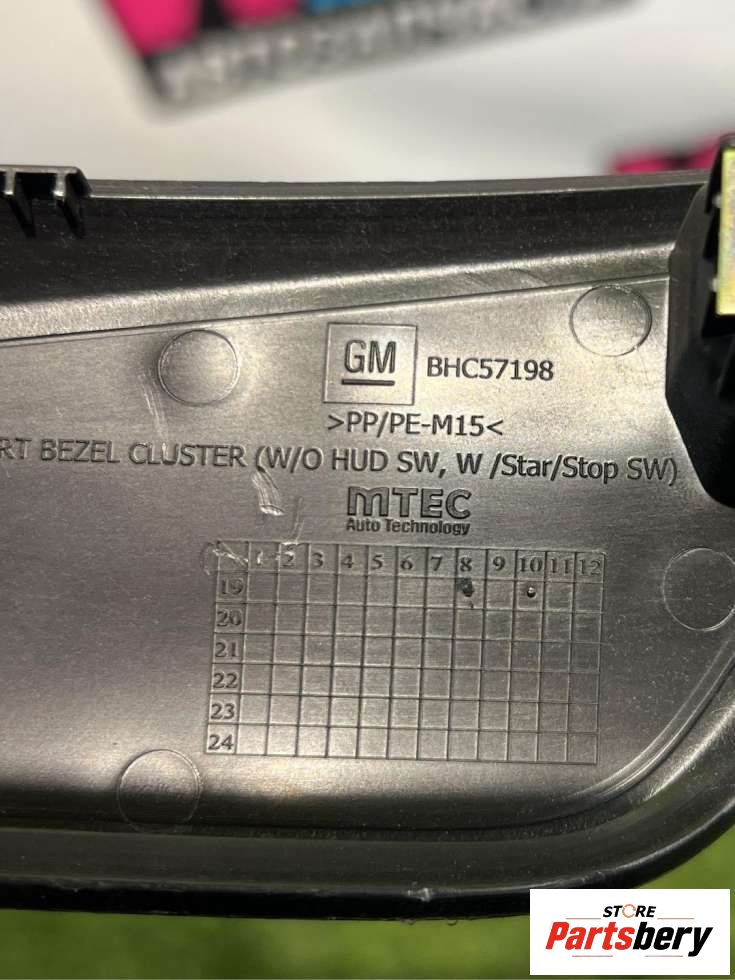 GM
BHC57198
>PP/PE-M15<
RT BEZEL CLUSTER (W/O HUD SW, W /Star/Stop SW)
MTEC
Auto Technology
1 2 3 4 5 6 7 8 9 10 11 12
19
20
21
22
23
24
STORE
Partsbery